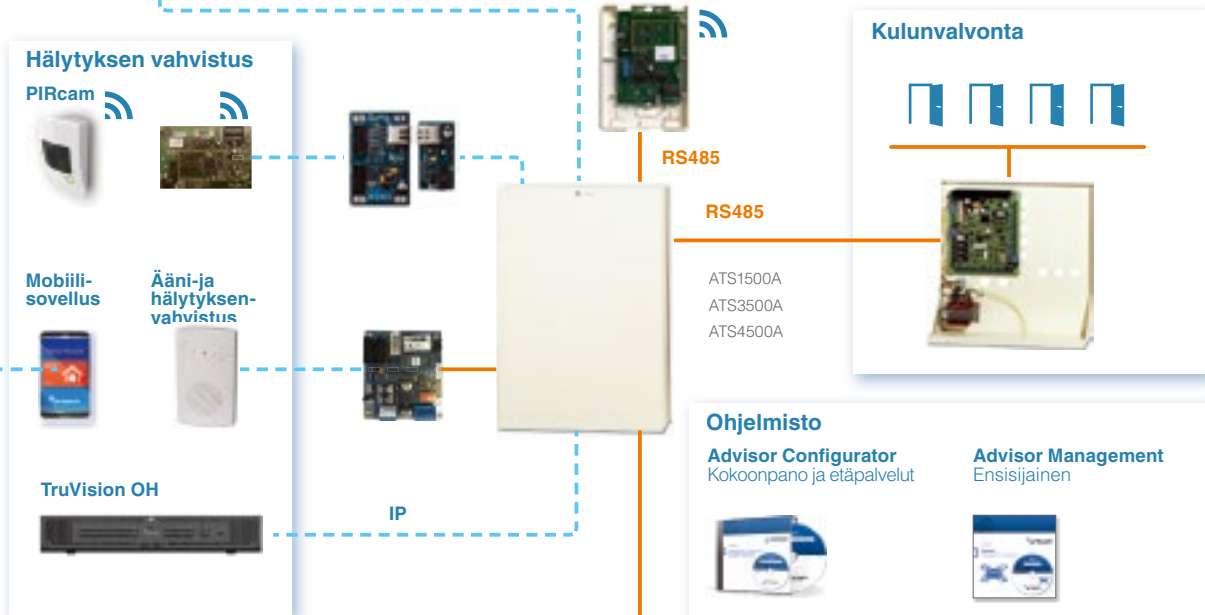 Hälytyksen vahvistus
PIRcam
Mobiili-
sovellus
Ääni-ja
hälytyksen-
vahvistus
TruVision OH
IP
RS485
RS485
ATS1500A
ATS3500A
ATS4500A
Kulunvalvonta
Ohjelmisto
Advisor Configurator
Kokoonpano ja etäpalvelut
Advisor Management
Ensisijainen